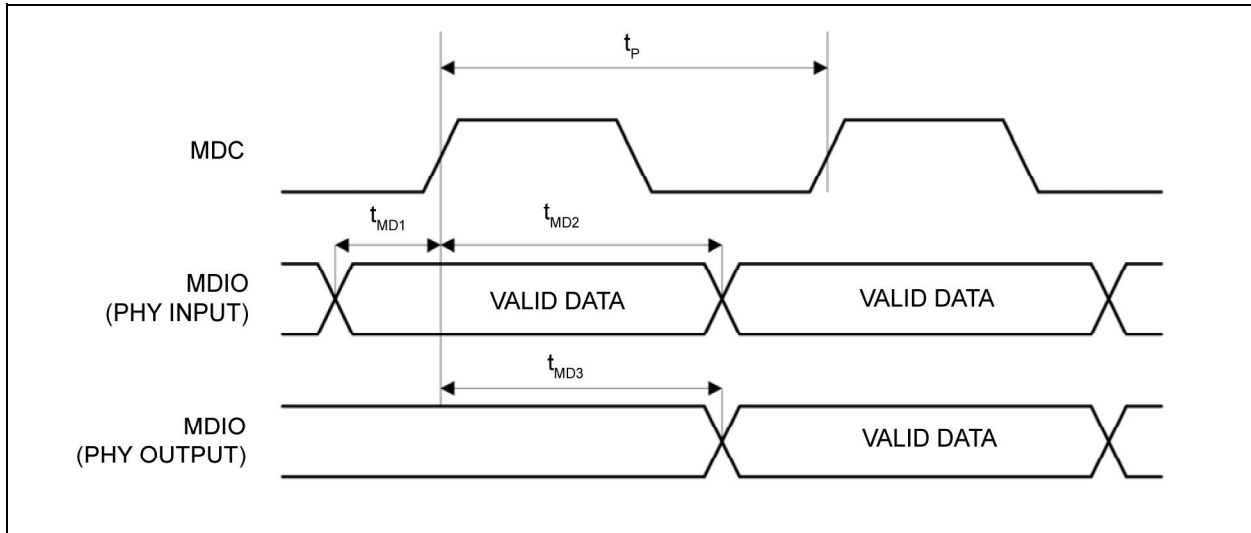 tP
MDC
tMD1
tMD2
MDIO
(PHY INPUT)
VALID DATA
VALID DATA
tMD3
MDIO
(PHY OUTPUT)
VALID DATA